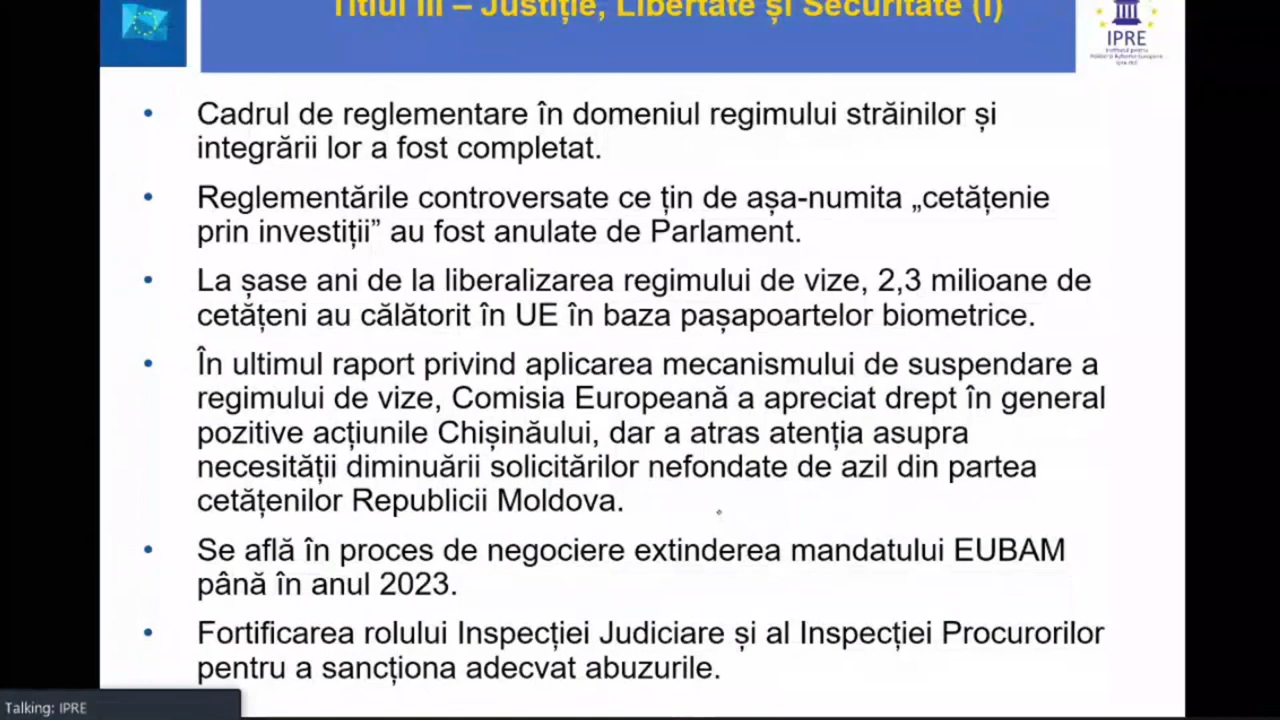 Titlul III – Justiție, Libertate și Securitate (I)
IPRE
Cadrul de reglementare în domeniul regimului străinilor și
integrării lor a fost completat.
Reglementările controversate ce țin de așa-numita „cetățenie
prin investiții” au fost anulate de Parlament.
La șase ani de la liberalizarea regimului de vize, 2,3 milioane de
cetățeni au călătorit în UE în baza pașapoartelor biometrice.
În ultimul raport privind aplicarea mecanismului de suspendare a
regimului de vize, Comisia Europeană a apreciat drept în general
pozitive acțiunile Chișinăului, dar a atras atenția asupra
necesității diminuării solicitărilor nefondate de azil din partea
cetățenilor Republicii Moldova.
Se află în proces de negociere extinderea mandatului EUBAM
până în anul 2023.
Fortificarea rolului Inspecției Judiciare și al Inspecției Procurorilor
pentru a sancționa adecvat abuzurile.
Talking: IPRE